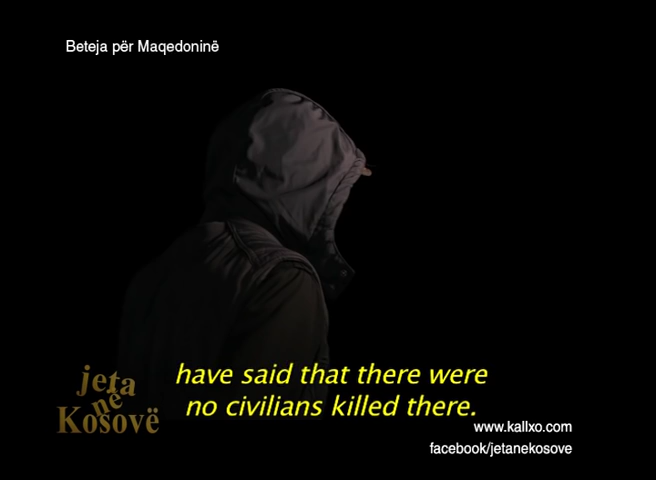 Beteja për Maqedoninë
jeta
në
Kosovë
have said that there were
no civilians killed there.
www.kallxo.com
facebook/jetanekosove